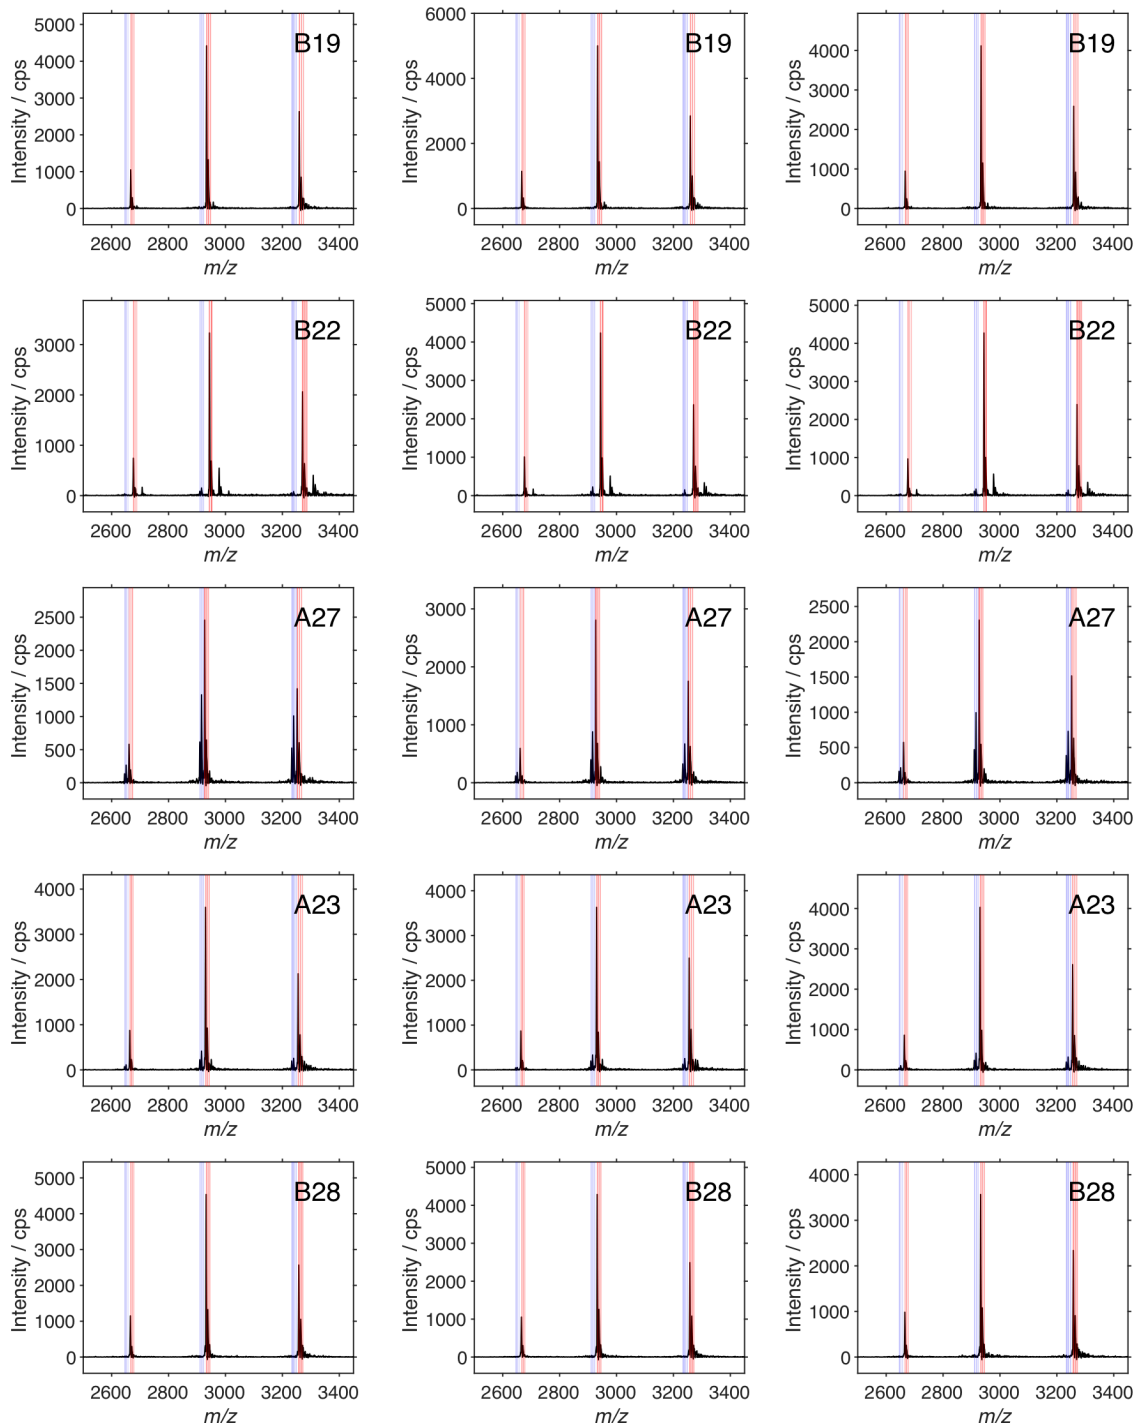 5000 4000 3000 2000 1000 0 Intensity / cps B19 2600 2800 3000 3200 3400 m/z
6000 4000 2000 0 Intensity / cps B19 2600 2800 3000 3200 3400 m/z
4000 3000 2000 1000 0 Intensity / cps B19 2600 2800 3000 3200 3400 m/z
3000 2000 1000 0 Intensity / cps B22 2600 2800 3000 3200 3400 m/z
5000 4000 3000 2000 1000 0 Intensity / cps B22 2600 2800 3000 3200 3400 m/z
5000 4000 3000 2000 1000 0 Intensity / cps B22 2600 2800 3000 3200 3400 m/z
2500 2000 1500 1000 500 0 Intensity / cps A27 2600 2800 3000 3200 3400 m/z
3000 2000 1000 0 Intensity / cps A27 2600 2800 3000 3200 3400 m/z
2500 2000 1500 1000 500 0 Intensity / cps A27 2600 2800 3000 3200 3400 m/z
4000 3000 2000 1000 0 Intensity / cps A23 2600 2800 3000 3200 3400 m/z
4000 3000 2000 1000 0 Intensity / cps A23 2600 2800 3000 3200 3400 m/z
4000 3000 2000 1000 0 Intensity / cps A23 2600 2800 3000 3200 3400 m/z
5000 4000 3000 2000 1000 0 Intensity / cps B28 2600 2800 3000 3200 3400 m/z
5000 4000 3000 2000 1000 0 Intensity / cps B28 2600 2800 3000 3200 3400 m/z
4000 3000 2000 1000 0 Intensity / cps B28 2600 2800 3000 3200 3400 m/z